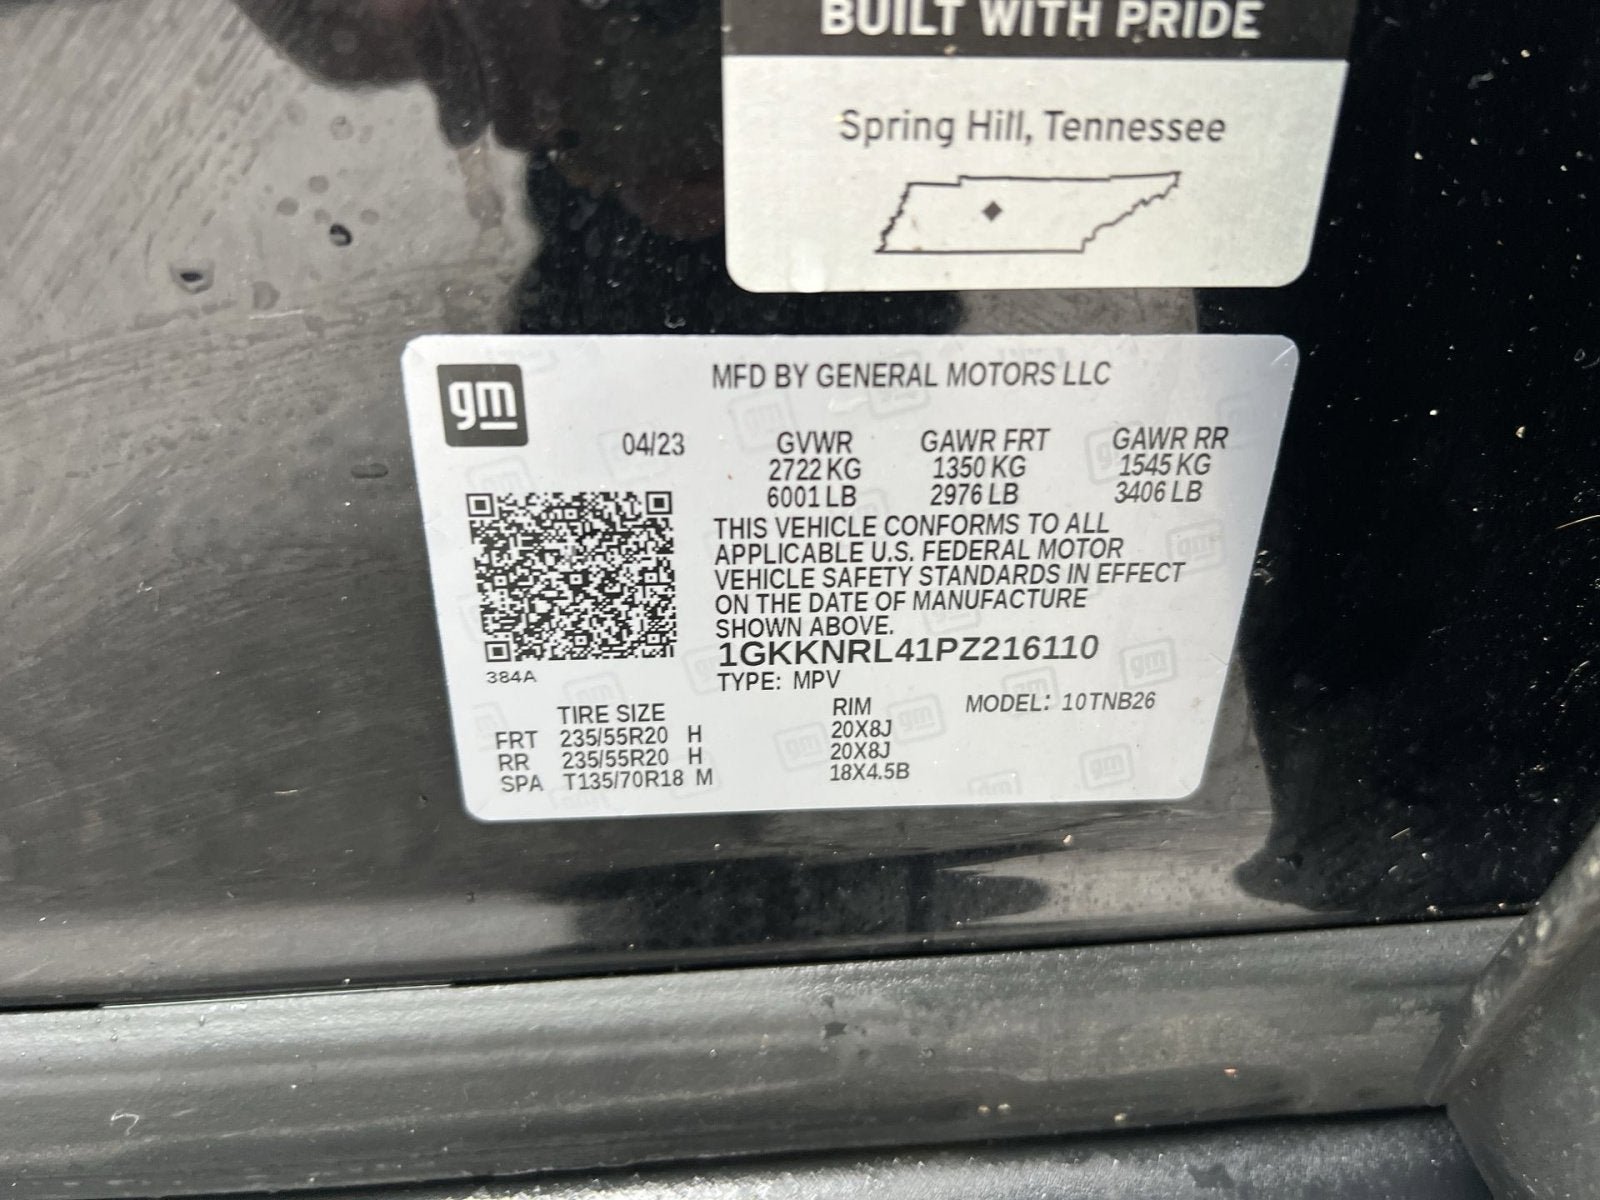 BUILT WITH PRIDE
Spring Hill, Tennessee
gm
MFD BY GENERAL MOTORS LLC
04/23 GVWR GAWR FRT GAWR RR
2722 KG 1350 KG 1545 KG
6001 LB 2976 LB 3406 LB
THIS VEHICLE CONFORMS TO ALL
APPLICABLE U.S. FEDERAL MOTOR
VEHICLE SAFETY STANDARDS IN EFFECT
ON THE DATE OF MANUFACTURE
SHOWN ABOVE.
1GKKNRL41PZ216110
384A
TYPE: MPV
TIRE SIZE RIM MODEL: 10TNB26
FRT 235/55R20 H 20X8J
RR 235/55R20 H 20X8J
SPA T135/70R18 M 18X4.5B